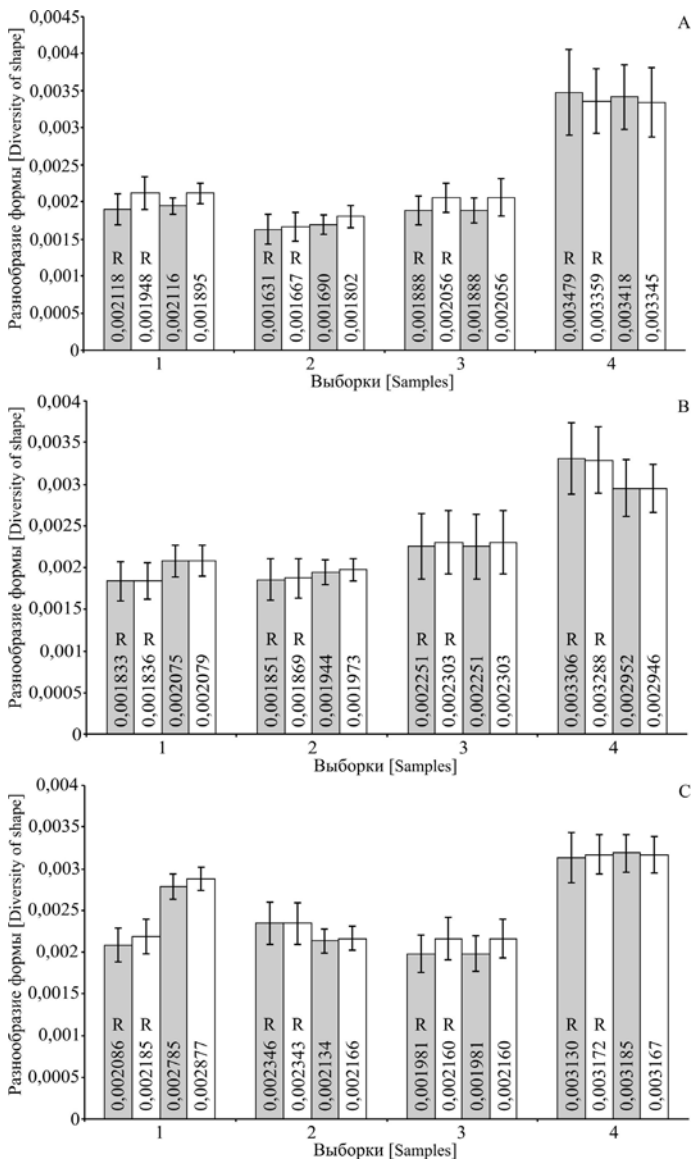 A
Разнообразие формы [Diversity of shape]
0,0045
0,004
0,0035
0,003
0,0025
0,002
0,0015
0,001
0,0005
0
0,002118 R
0,001948 R
0,002116
0,001895
0,001631 R
0,001667 R
0,001690
0,001802
0,001888 R
0,002056 R
0,001888
0,002056
0,003479 R
0,003359 R
0,003418
0,003345
1 2 3 4
Выборки [Samples]
B
Разнообразие формы [Diversity of shape]
0,004
0,0035
0,003
0,0025
0,002
0,0015
0,001
0,0005
0
0,001833 R
0,001836 R
0,002075
0,002079
0,001851 R
0,001869 R
0,001944
0,001973
0,002251 R
0,002303 R
0,002251
0,002303
0,003306 R
0,003288 R
0,002952
0,002946
1 2 3 4
Выборки [Samples]
C
Разнообразие формы [Diversity of shape]
0,004
0,0035
0,003
0,0025
0,002
0,0015
0,001
0,0005
0
0,002086 R
0,002185 R
0,002785
0,002877
0,002346 R
0,002343 R
0,002134
0,002166
0,001981 R
0,002160 R
0,001981
0,002160
0,003130 R
0,003172 R
0,003185
0,003167
1 2 3 4
Выборки [Samples]